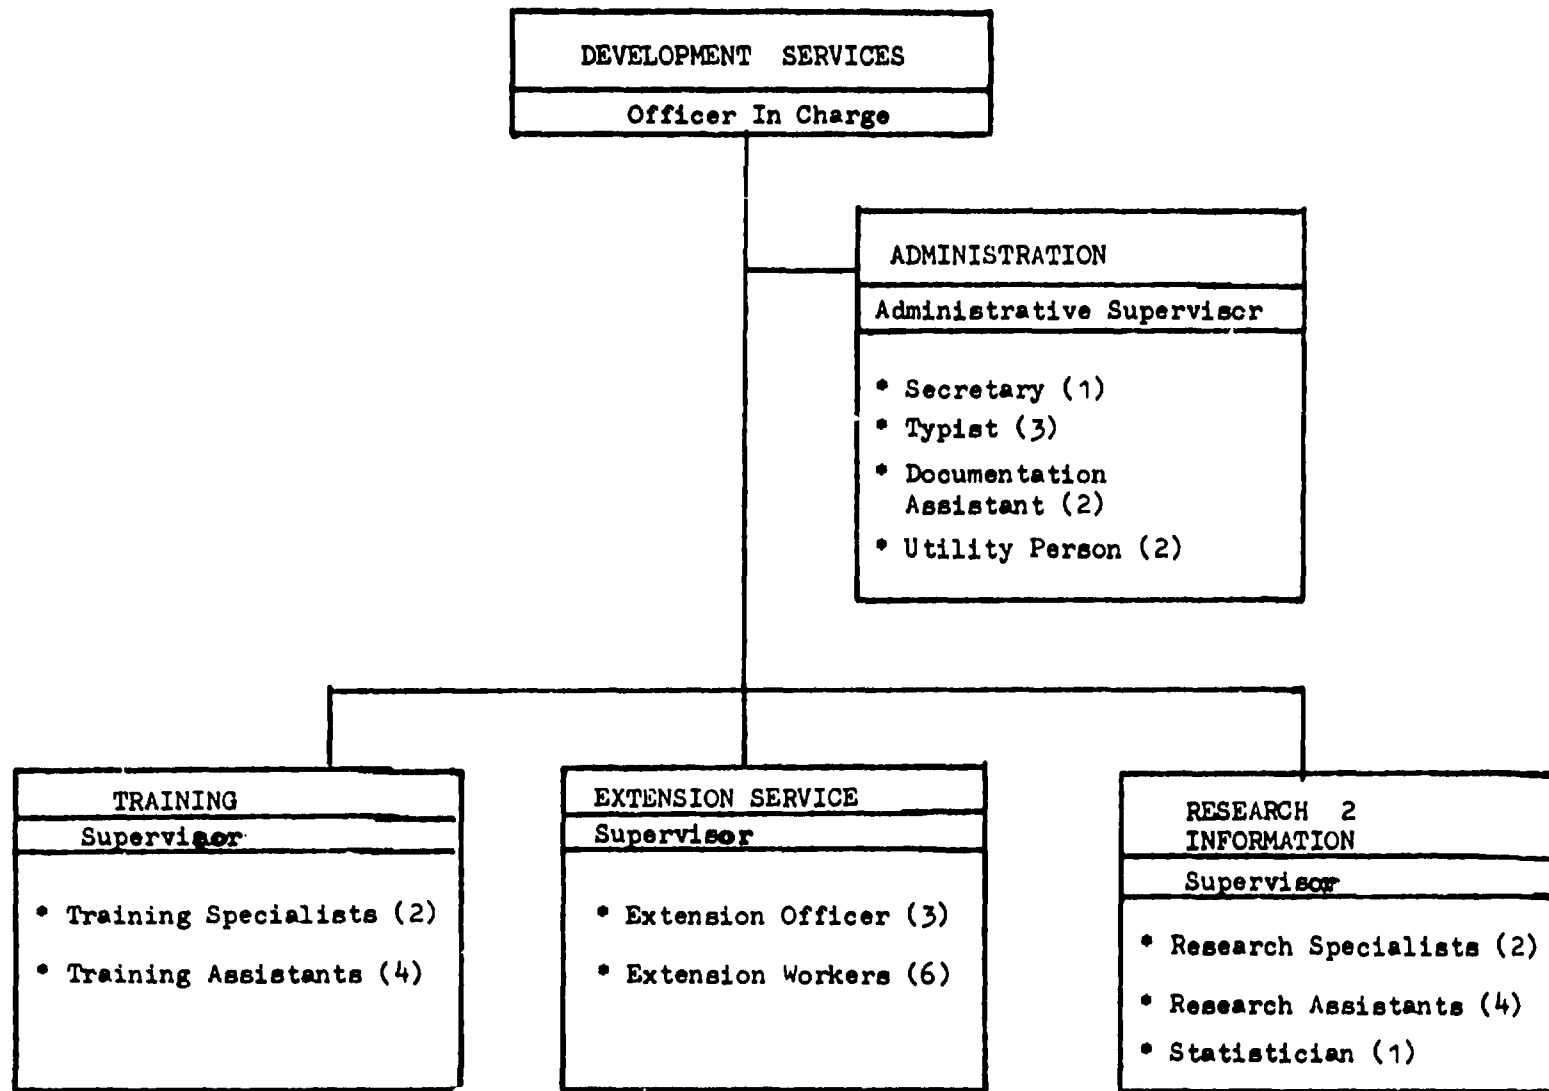 DEVELOPMENT SERVICES
Officer In Charge
ADMINISTRATION
Administrative Supervisor
* Secretary (1)
* Typist (3)
* Documentation
Assistant (2)
* Utility Person (2)
TRAINING
Supervisor
* Training Specialists (2)
* Training Assistants (4)
EXTENSION SERVICE
Supervisor
* Extension Officer (3)
* Extension Workers (6)
RESEARCH 2
INFORMATION
Supervisor
* Research Specialists (2)
* Research Assistants (4)
* Statistician (1)